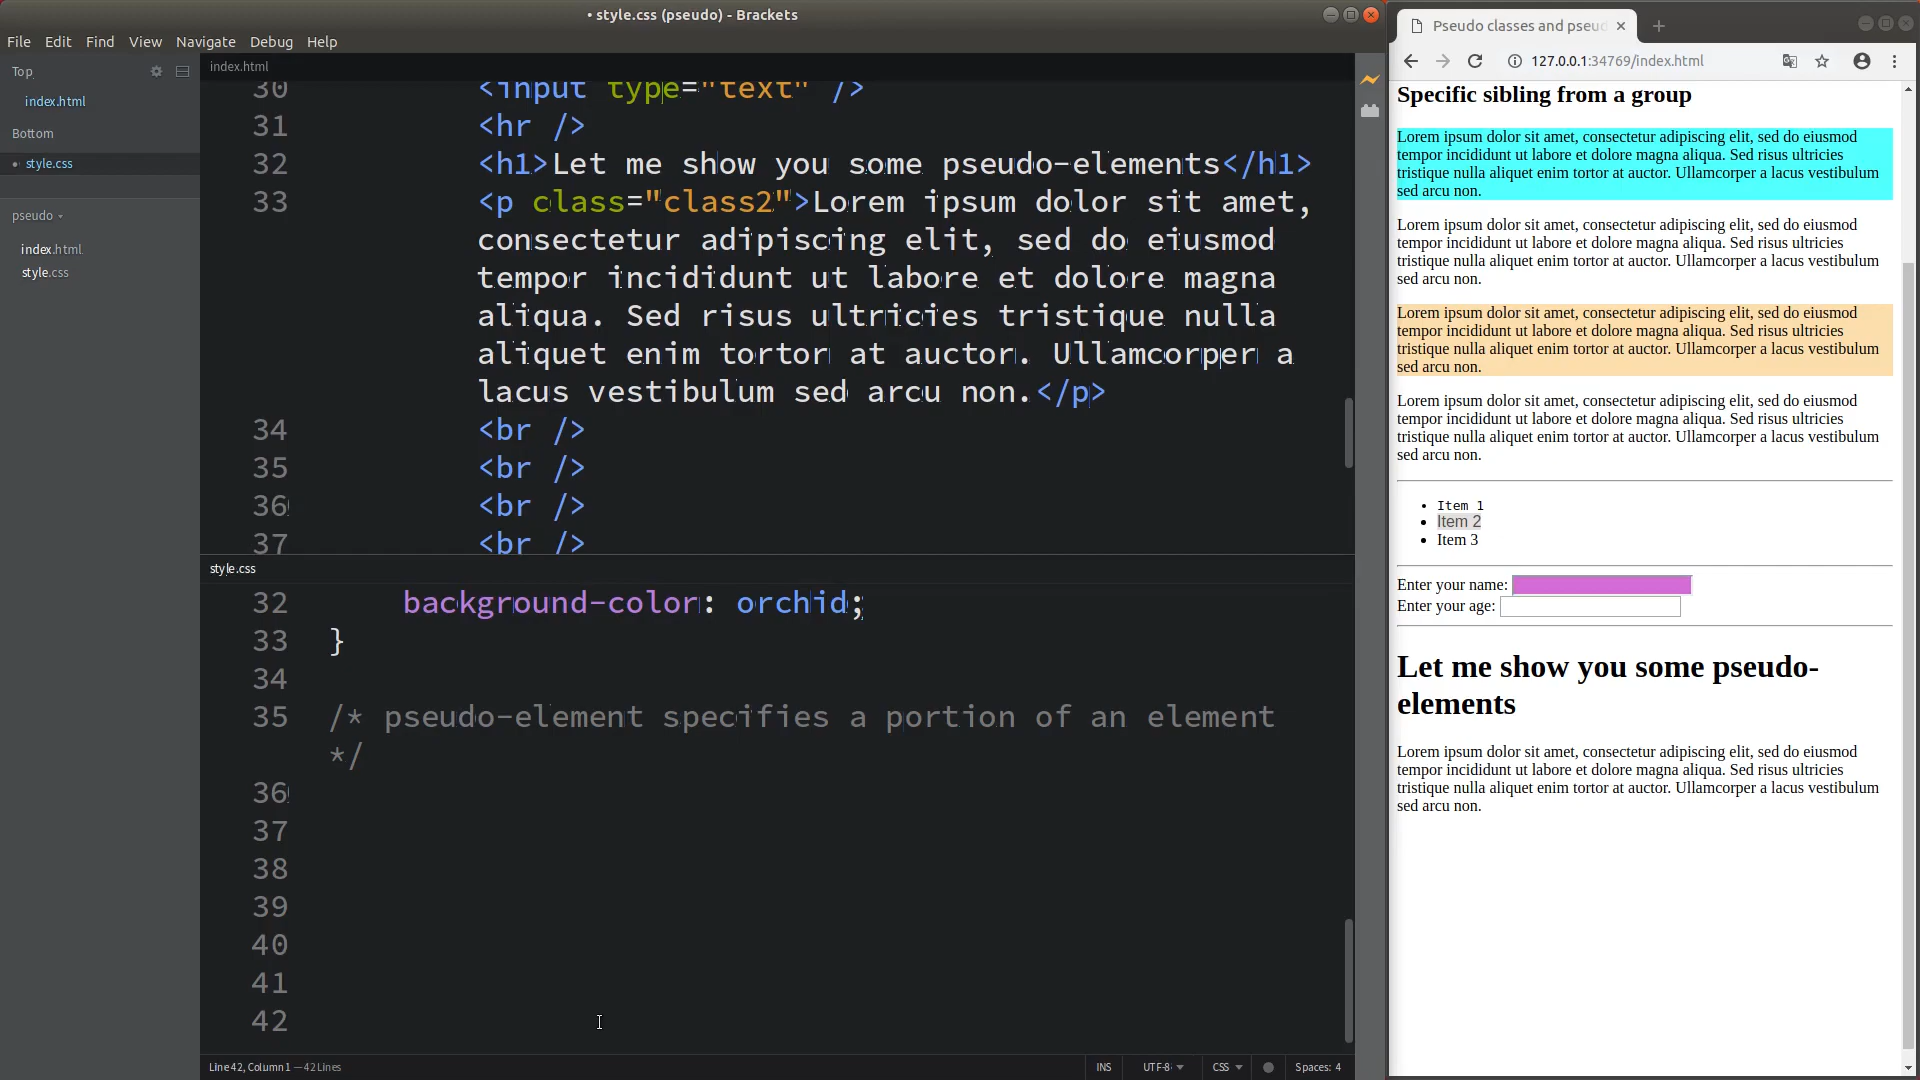 • style.css (pseudo) - Brackets
File Edit Find View Navigate Debug Help
Top
index.html
Bottom
• style.css
pseudo
index.html
style.css
index.html
30 <input type="text" />
31 <hr />
32 <h1>Let me show you some pseudo-elements</h1>
33 <p class="class2">Lorem ipsum dolor sit amet,
consectetur adipiscing elit, sed do eiusmod
tempor incididunt ut labore et dolore magna
aliqua. Sed risus ultricies tristique nulla
aliquet enim tortor at auctor. Ullamcorper a
lacus vestibulum sed arcu non.</p>
34 <br />
35 <br />
36 <br />
37 <br />
style.css
32 background-color: orchid;
33 }
34
35 /* pseudo-element specifies a portion of an element
*/
36
37
38
39
40
41
42
Line 42, Column 1 — 42 Lines
INS UTF-8 CSS Spaces: 4
Pseudo classes and pseud
127.0.0.1:34769/index.html
Specific sibling from a group
Lorem ipsum dolor sit amet, consectetur adipiscing elit, sed do eiusmod
tempor incididunt ut labore et dolore magna aliqua. Sed risus ultricies
tristique nulla aliquet enim tortor at auctor. Ullamcorper a lacus vestibulum
sed arcu non.
Lorem ipsum dolor sit amet, consectetur adipiscing elit, sed do eiusmod
tempor incididunt ut labore et dolore magna aliqua. Sed risus ultricies
tristique nulla aliquet enim tortor at auctor. Ullamcorper a lacus vestibulum
sed arcu non.
Lorem ipsum dolor sit amet, consectetur adipiscing elit, sed do eiusmod
tempor incididunt ut labore et dolore magna aliqua. Sed risus ultricies
tristique nulla aliquet enim tortor at auctor. Ullamcorper a lacus vestibulum
sed arcu non.
Lorem ipsum dolor sit amet, consectetur adipiscing elit, sed do eiusmod
tempor incididunt ut labore et dolore magna aliqua. Sed risus ultricies
tristique nulla aliquet enim tortor at auctor. Ullamcorper a lacus vestibulum
sed arcu non.
• Item 1
• Item 2
• Item 3
Enter your name:
Enter your age:
Let me show you some pseudo-
elements
Lorem ipsum dolor sit amet, consectetur adipiscing elit, sed do eiusmod
tempor incididunt ut labore et dolore magna aliqua. Sed risus ultricies
tristique nulla aliquet enim tortor at auctor. Ullamcorper a lacus vestibulum
sed arcu non.